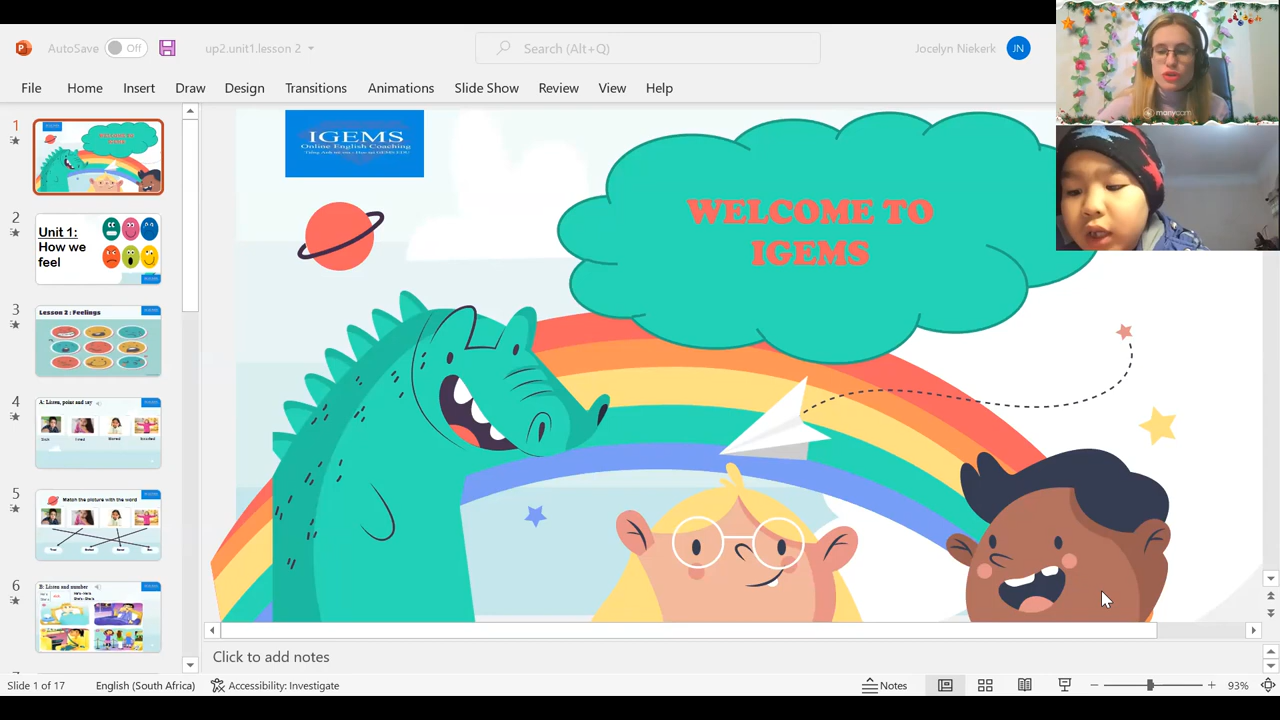 AutoSave Off up2.unit1.lesson 2 Search (Alt+Q) Jocelyn Niekerk JN
File Home Insert Draw Design Transitions Animations Slide Show Review View Help
manycam
1
2
Unit 1:
How we
feel
3
Lesson 2 : Feelings
4
A: Listen, point and say
5
Match the picture with the word
6
B: Listen and number
IGEMS
Online English Coaching
WELCOME TO
IGEMS
Click to add notes
Slide 1 of 17 English (South Africa) Accessibility: Investigate Notes 93%